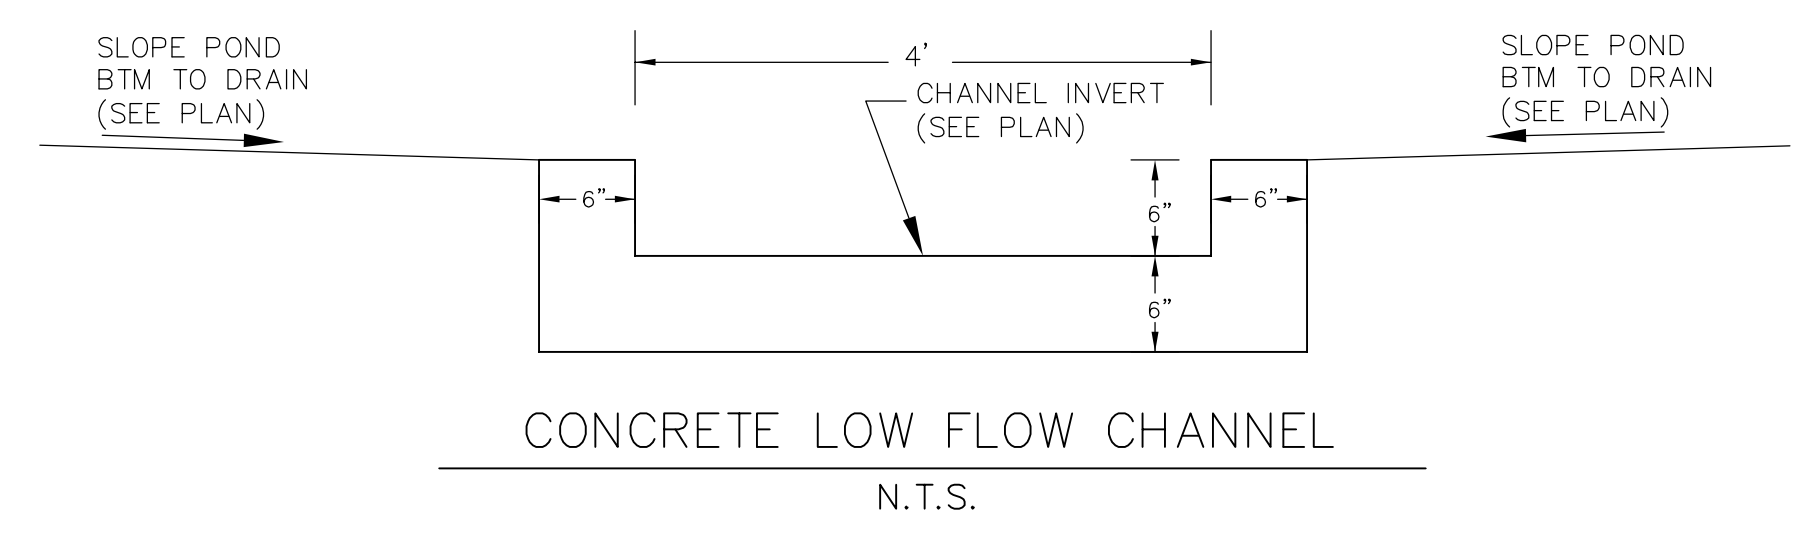 SLOPE POND
BTM TO DRAIN
(SEE PLAN)
4’
CHANNEL INVERT
(SEE PLAN)
SLOPE POND
BTM TO DRAIN
(SEE PLAN)
6”
6”
6”
6”
CONCRETE LOW FLOW CHANNEL
N.T.S.